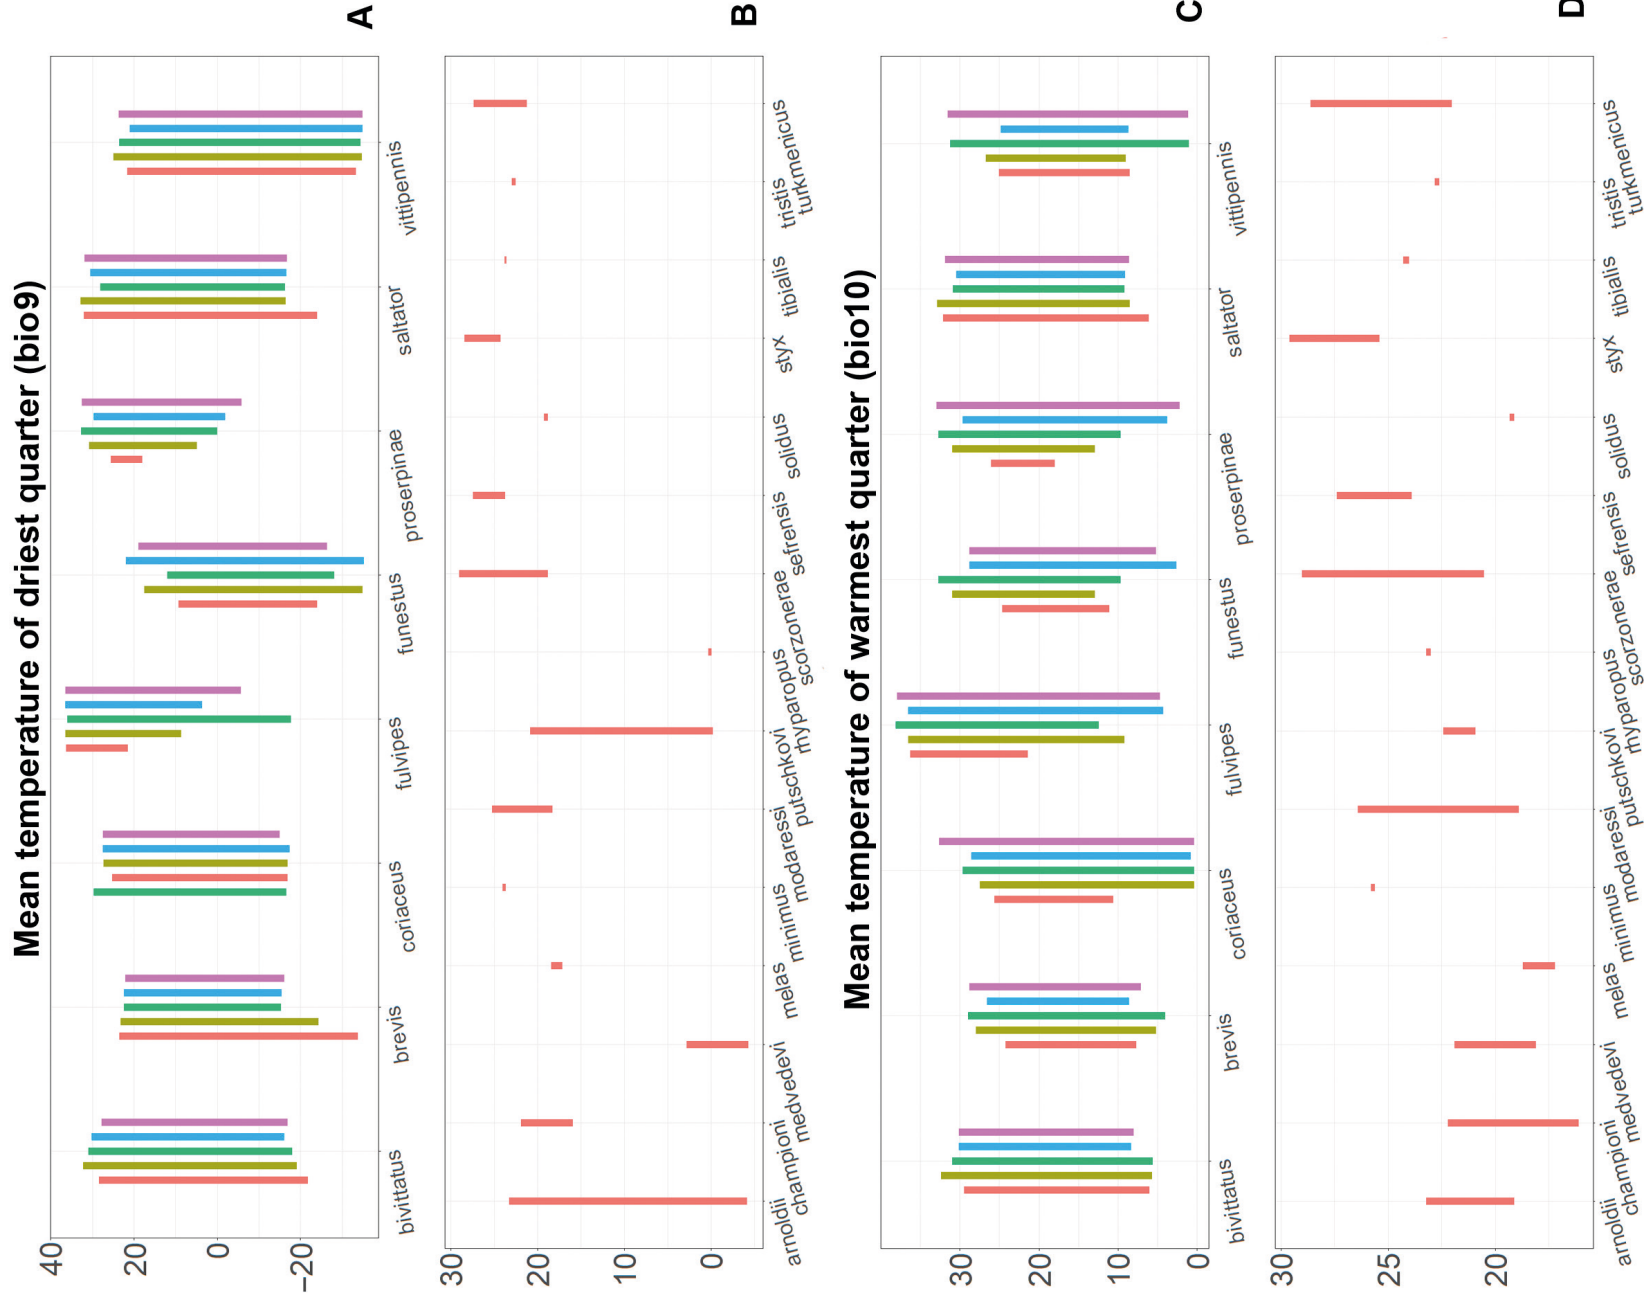 Mean temperature of driest quarter (bio9)
A
40
20
0
−20
bivittatus
brevis
coriaceus
fulvipes
funestus
proserpinae
saltator
vittipennis
B
30
20
10
0
arnoldii
championi
medvedevi
melas
minimus
modaressi
putschkovi
rhyparopus
scorzonerae
sefrensis
solidus
styx
tibialis
tristis
turkmenicus
Mean temperature of warmest quarter (bio10)
C
30
20
10
0
bivittatus
brevis
coriaceus
fulvipes
funestus
proserpinae
saltator
vittipennis
D
30
25
20
arnoldii
championi
medvedevi
melas
minimus
modaressi
putschkovi
rhyparopus
scorzonerae
sefrensis
solidus
styx
tibialis
tristis
turkmenicus